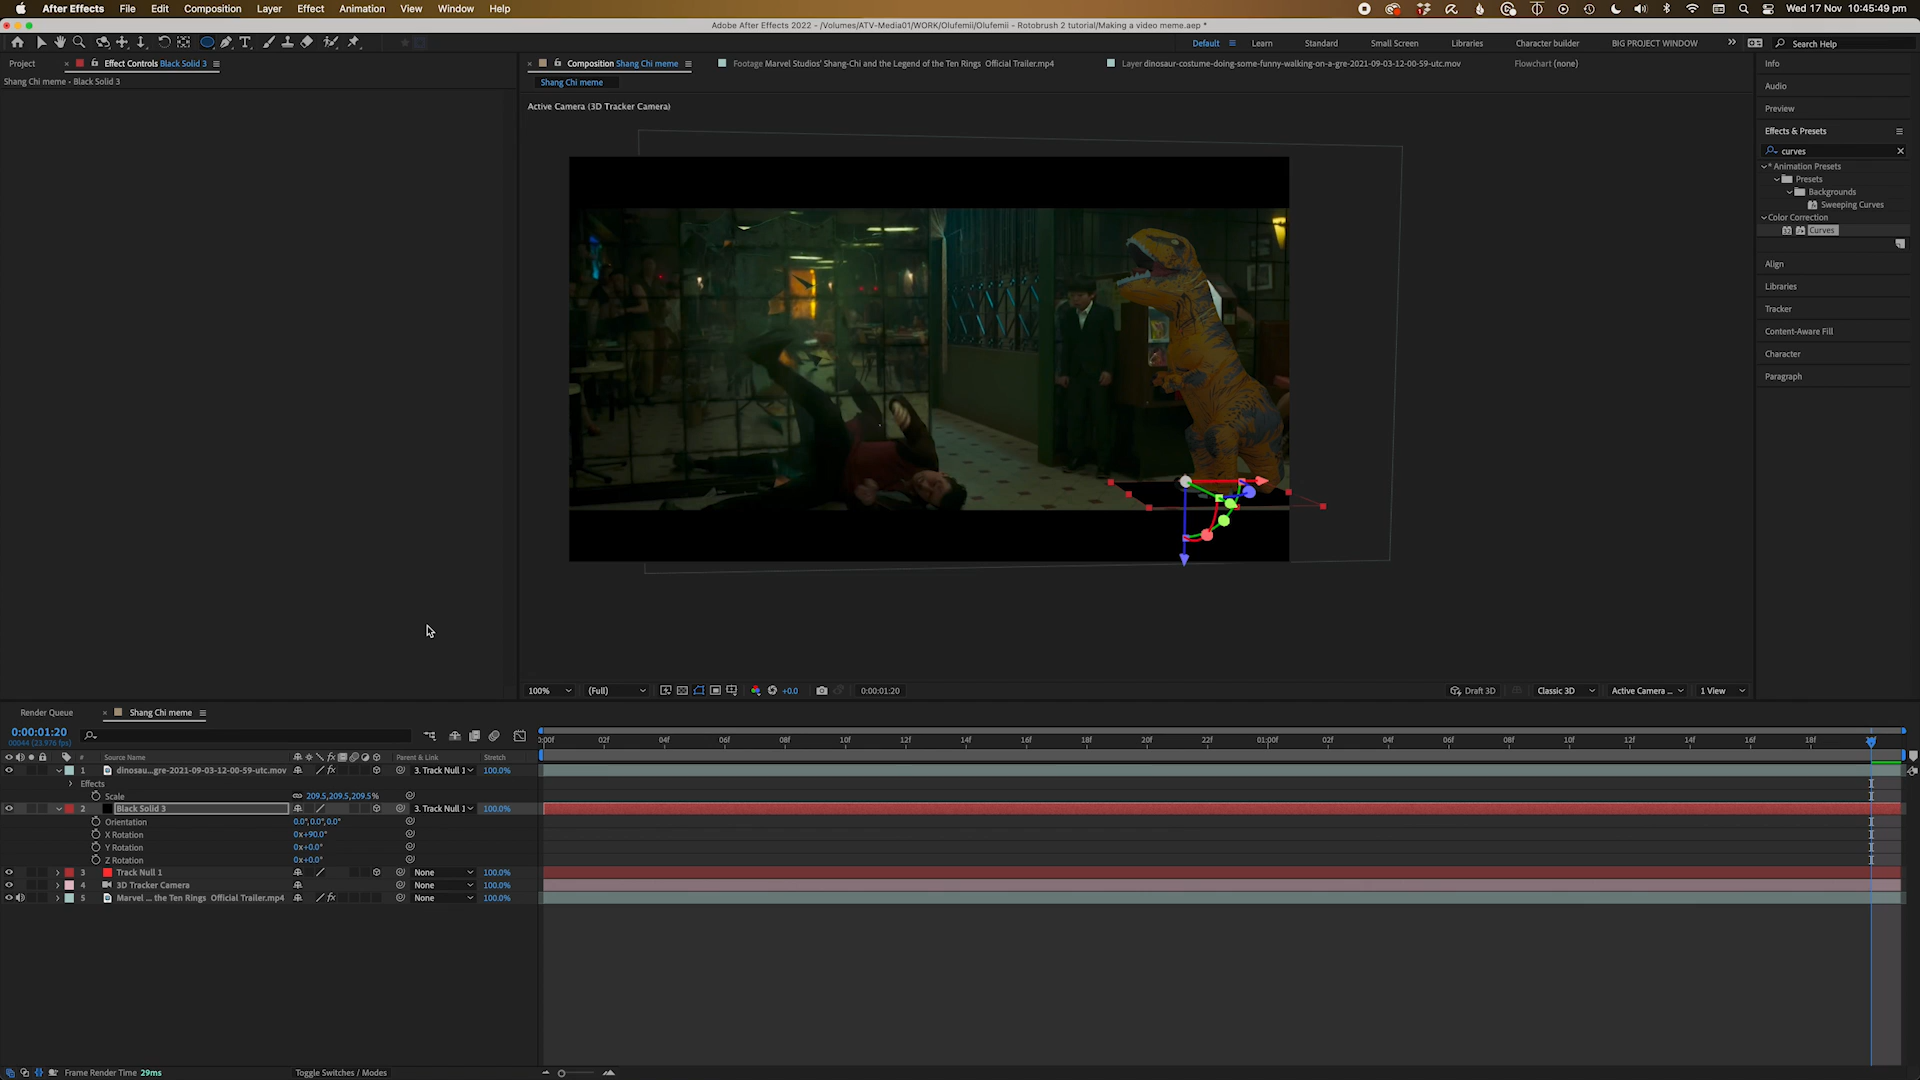 After Effects File Edit Composition Layer Effect Animation View Window Help Wed 17 Nov 10:45:49 pm
Adobe After Effects 2022 - /Volumes/ATV-Media01/WORK/Olufemii/Olufemii - Rotobrush 2 tutorial/Making a video meme.aep *
Default Learn Standard Small Screen Libraries Character builder BIG PROJECT WINDOW Search Help
Project Effect Controls Black Solid 3
Composition Shang Chi meme Footage Marvel Studios' Shang-Chi and the Legend of the Ten Rings Official Trailer.mp4 Layer dinosaur-costume-doing-some-funny-walking-on-a-gre-2021-09-03-12-00-59-utc.mov Flowchart (none)
Info
Shang Chi meme - Black Solid 3
Shang Chi meme
Audio
Active Camera (3D Tracker Camera)
Preview
Effects & Presets
curves
* Animation Presets
Presets
Backgrounds
Sweeping Curves
Color Correction
Curves
Align
Libraries
Tracker
Content-Aware Fill
Character
Paragraph
100% (Full) +0.0 0:00:01:20 Draft 3D Classic 3D Active Camera ... 1 View
Render Queue Shang Chi meme
0:00:01:20
00044 (23.976 fps)
:00f 02f 04f 06f 08f 10f 12f 14f 16f 18f 20f 22f 01:00f 02f 04f 06f 08f 10f 12f 14f 16f 18f
# Source Name Parent & Link Stretch
1 dinosau...gre-2021-09-03-12-00-59-utc.mov 3. Track Null 1 100.0%
Effects
Scale 209.5,209.5,209.5%
2 Black Solid 3 3. Track Null 1 100.0%
Orientation 0.0°,0.0°,0.0°
X Rotation 0x+90.0°
Y Rotation 0x+0.0°
Z Rotation 0x+0.0°
3 Track Null 1 None 100.0%
4 3D Tracker Camera None 100.0%
5 Marvel ... the Ten Rings Official Trailer.mp4 None 100.0%
Frame Render Time 29ms Toggle Switches / Modes